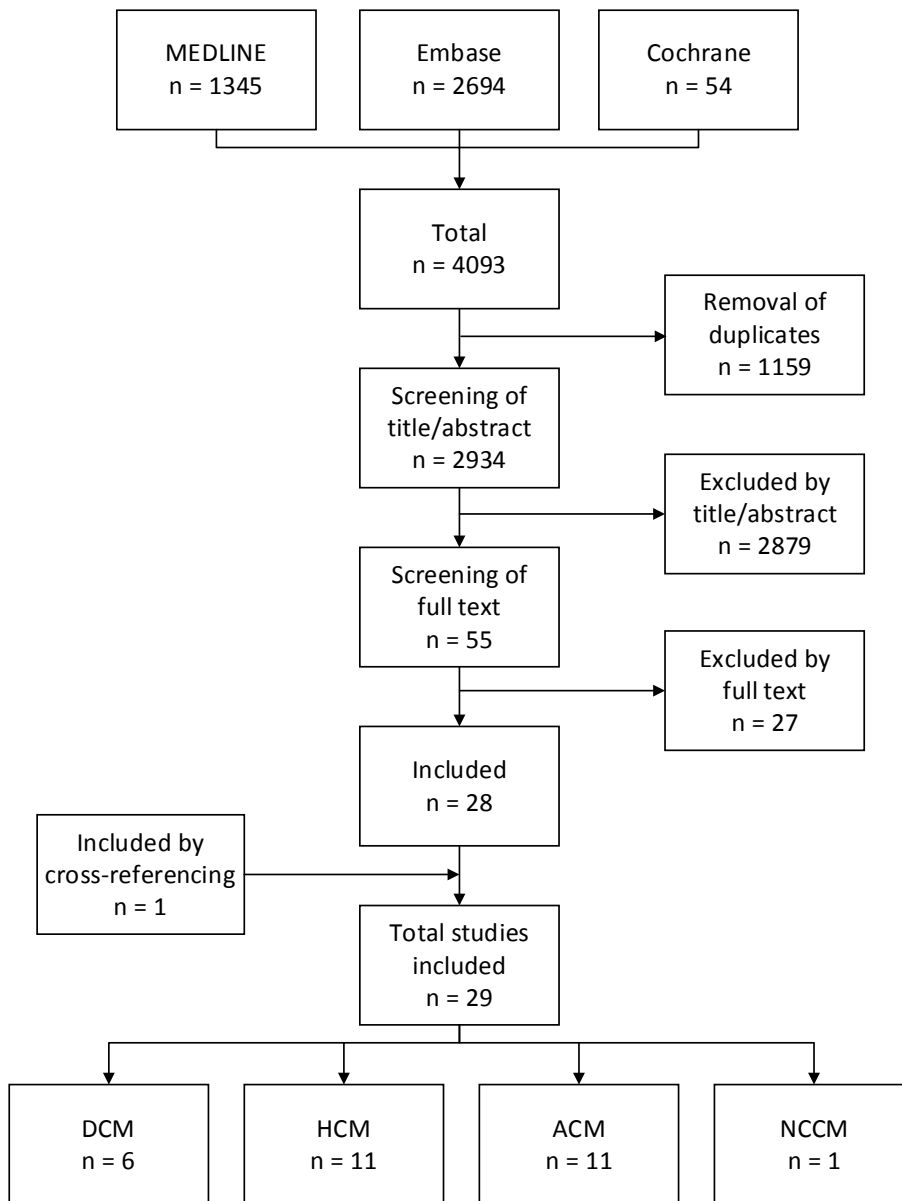 MEDLINE
n = 1345
Embase
n = 2694
Cochrane
n = 54
Total
n = 4093
Removal of
duplicates
n = 1159
Screening of
title/abstract
n = 2934
Excluded by
title/abstract
n = 2879
Screening of
full text
n = 55
Excluded by
full text
n = 27
Included
n = 28
Included by
cross-referencing
n = 1
Total studies
included
n = 29
DCM
n = 6
HCM
n = 11
ACM
n = 11
NCCM
n = 1